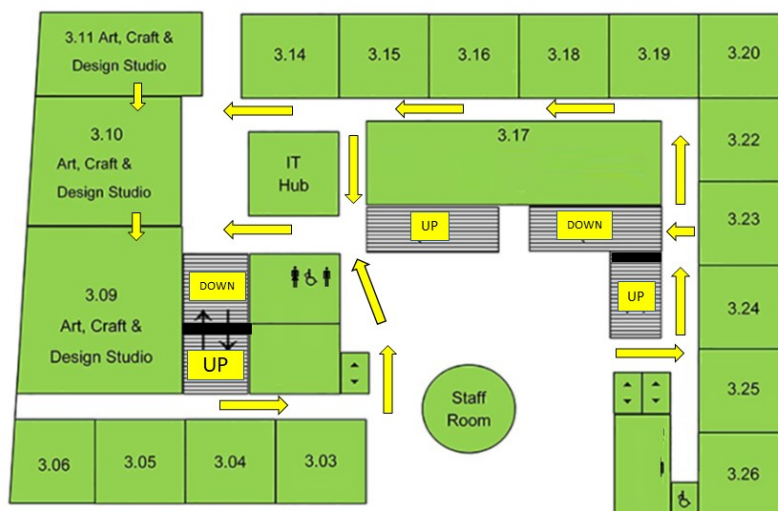 3.11 Art, Craft &
Design Studio
3.14
3.15
3.16
3.18
3.19
3.20
3.10
Art, Craft &
Design Studio
IT
Hub
3.17
3.22
3.23
UP
DOWN
3.09
Art, Craft &
Design Studio
DOWN
UP
UP
3.24
3.25
Staff
Room
3.06
3.05
3.04
3.03
3.26